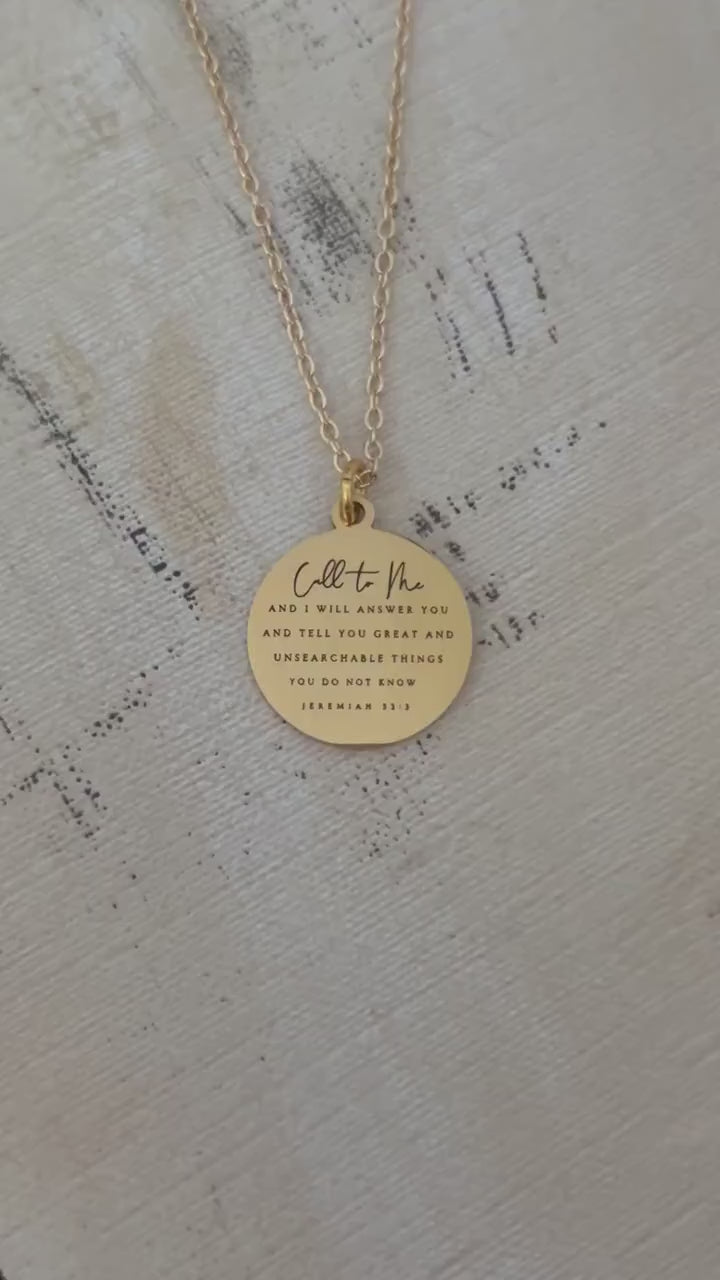 Call to Me
AND I WILL ANSWER YOU
AND TELL YOU GREAT AND
UNSEARCHABLE THINGS
YOU DO NOT KNOW
JEREMIAH 33:3